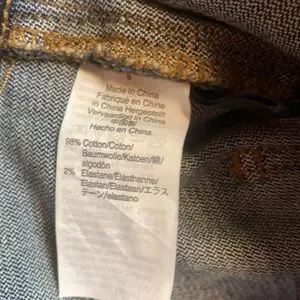 Made in China
Fabriqué en Chine
in China Hergestellt
Vervaardigd in China
中国製
Hecho en China
98% Cotton/Coton/
Baumwolle/Katoen/綿/
algodón
2% Elastane/Élasthanne/
Elastan/Elastaan/エラス
テーン/elastano